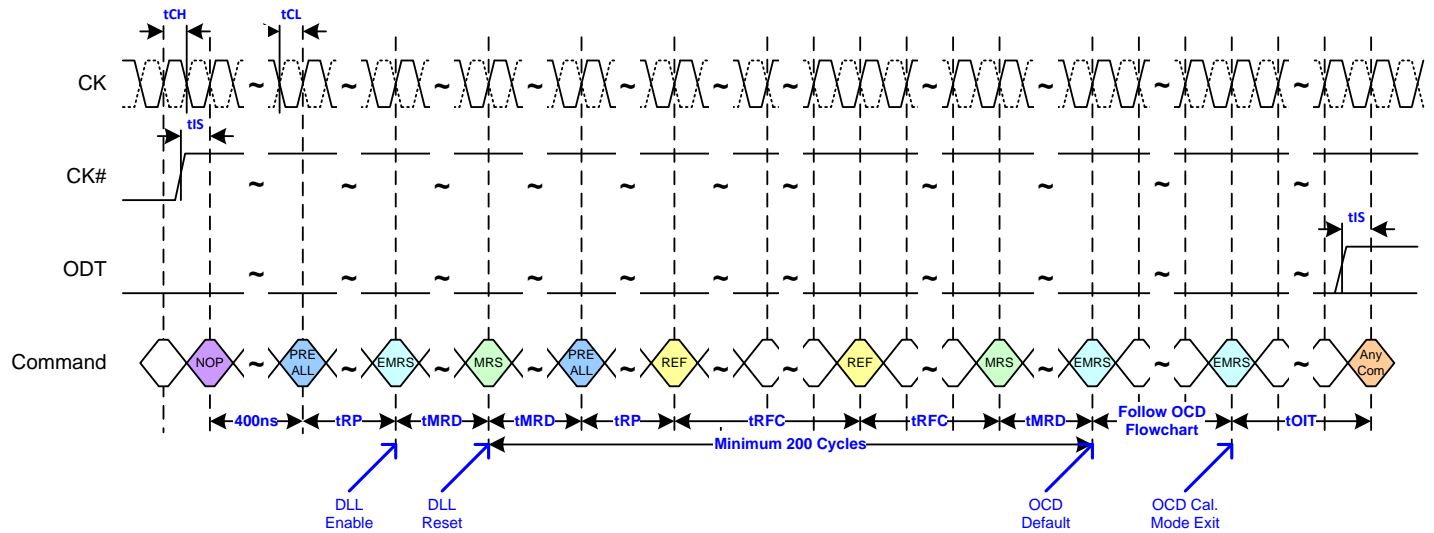 tCH
tCL
CK
~ ~ ~ ~ ~ ~ ~ ~ ~ ~ ~
tIS
CK#
~ ~ ~ ~ ~ ~ ~ ~ ~
tIS
ODT
~ ~ ~ ~ ~ ~ ~ ~ ~
Command
NOP
~
PRE
ALL
~
EMRS
~
MRS
~
PRE
ALL
~
REF
~
~
REF
~
MRS
~
EMRS
~
EMRS
~
Any
Com
400ns
tRP
tMRD
tMRD
tRP
tRFC
tRFC
tMRD
Follow OCD
Flowchart
tOIT
Minimum 200 Cycles
DLL
Enable
DLL
Reset
OCD
Default
OCD Cal.
Mode Exit